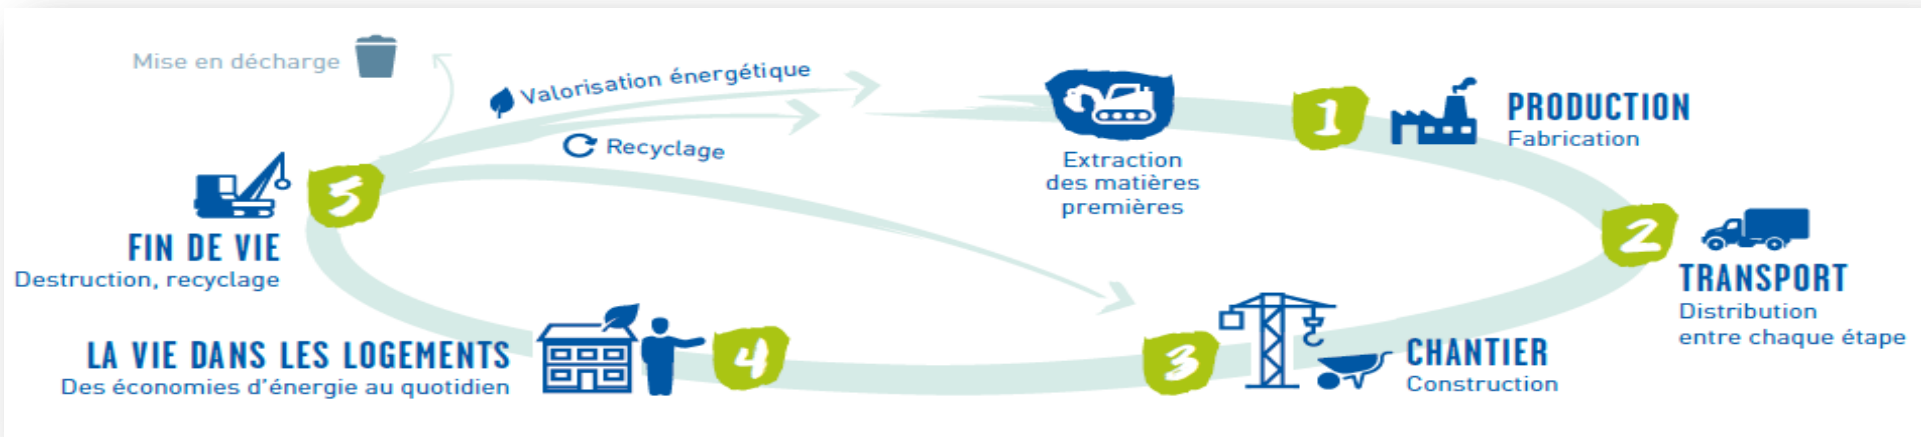 Mise en décharge
Valorisation énergétique
Recyclage
Extraction
des matières
premières
1
PRODUCTION
Fabrication
2
TRANSPORT
Distribution
entre chaque étape
3
CHANTIER
Construction
4
LA VIE DANS LES LOGEMENTS
Des économies d'énergie au quotidien
5
FIN DE VIE
Destruction, recyclage